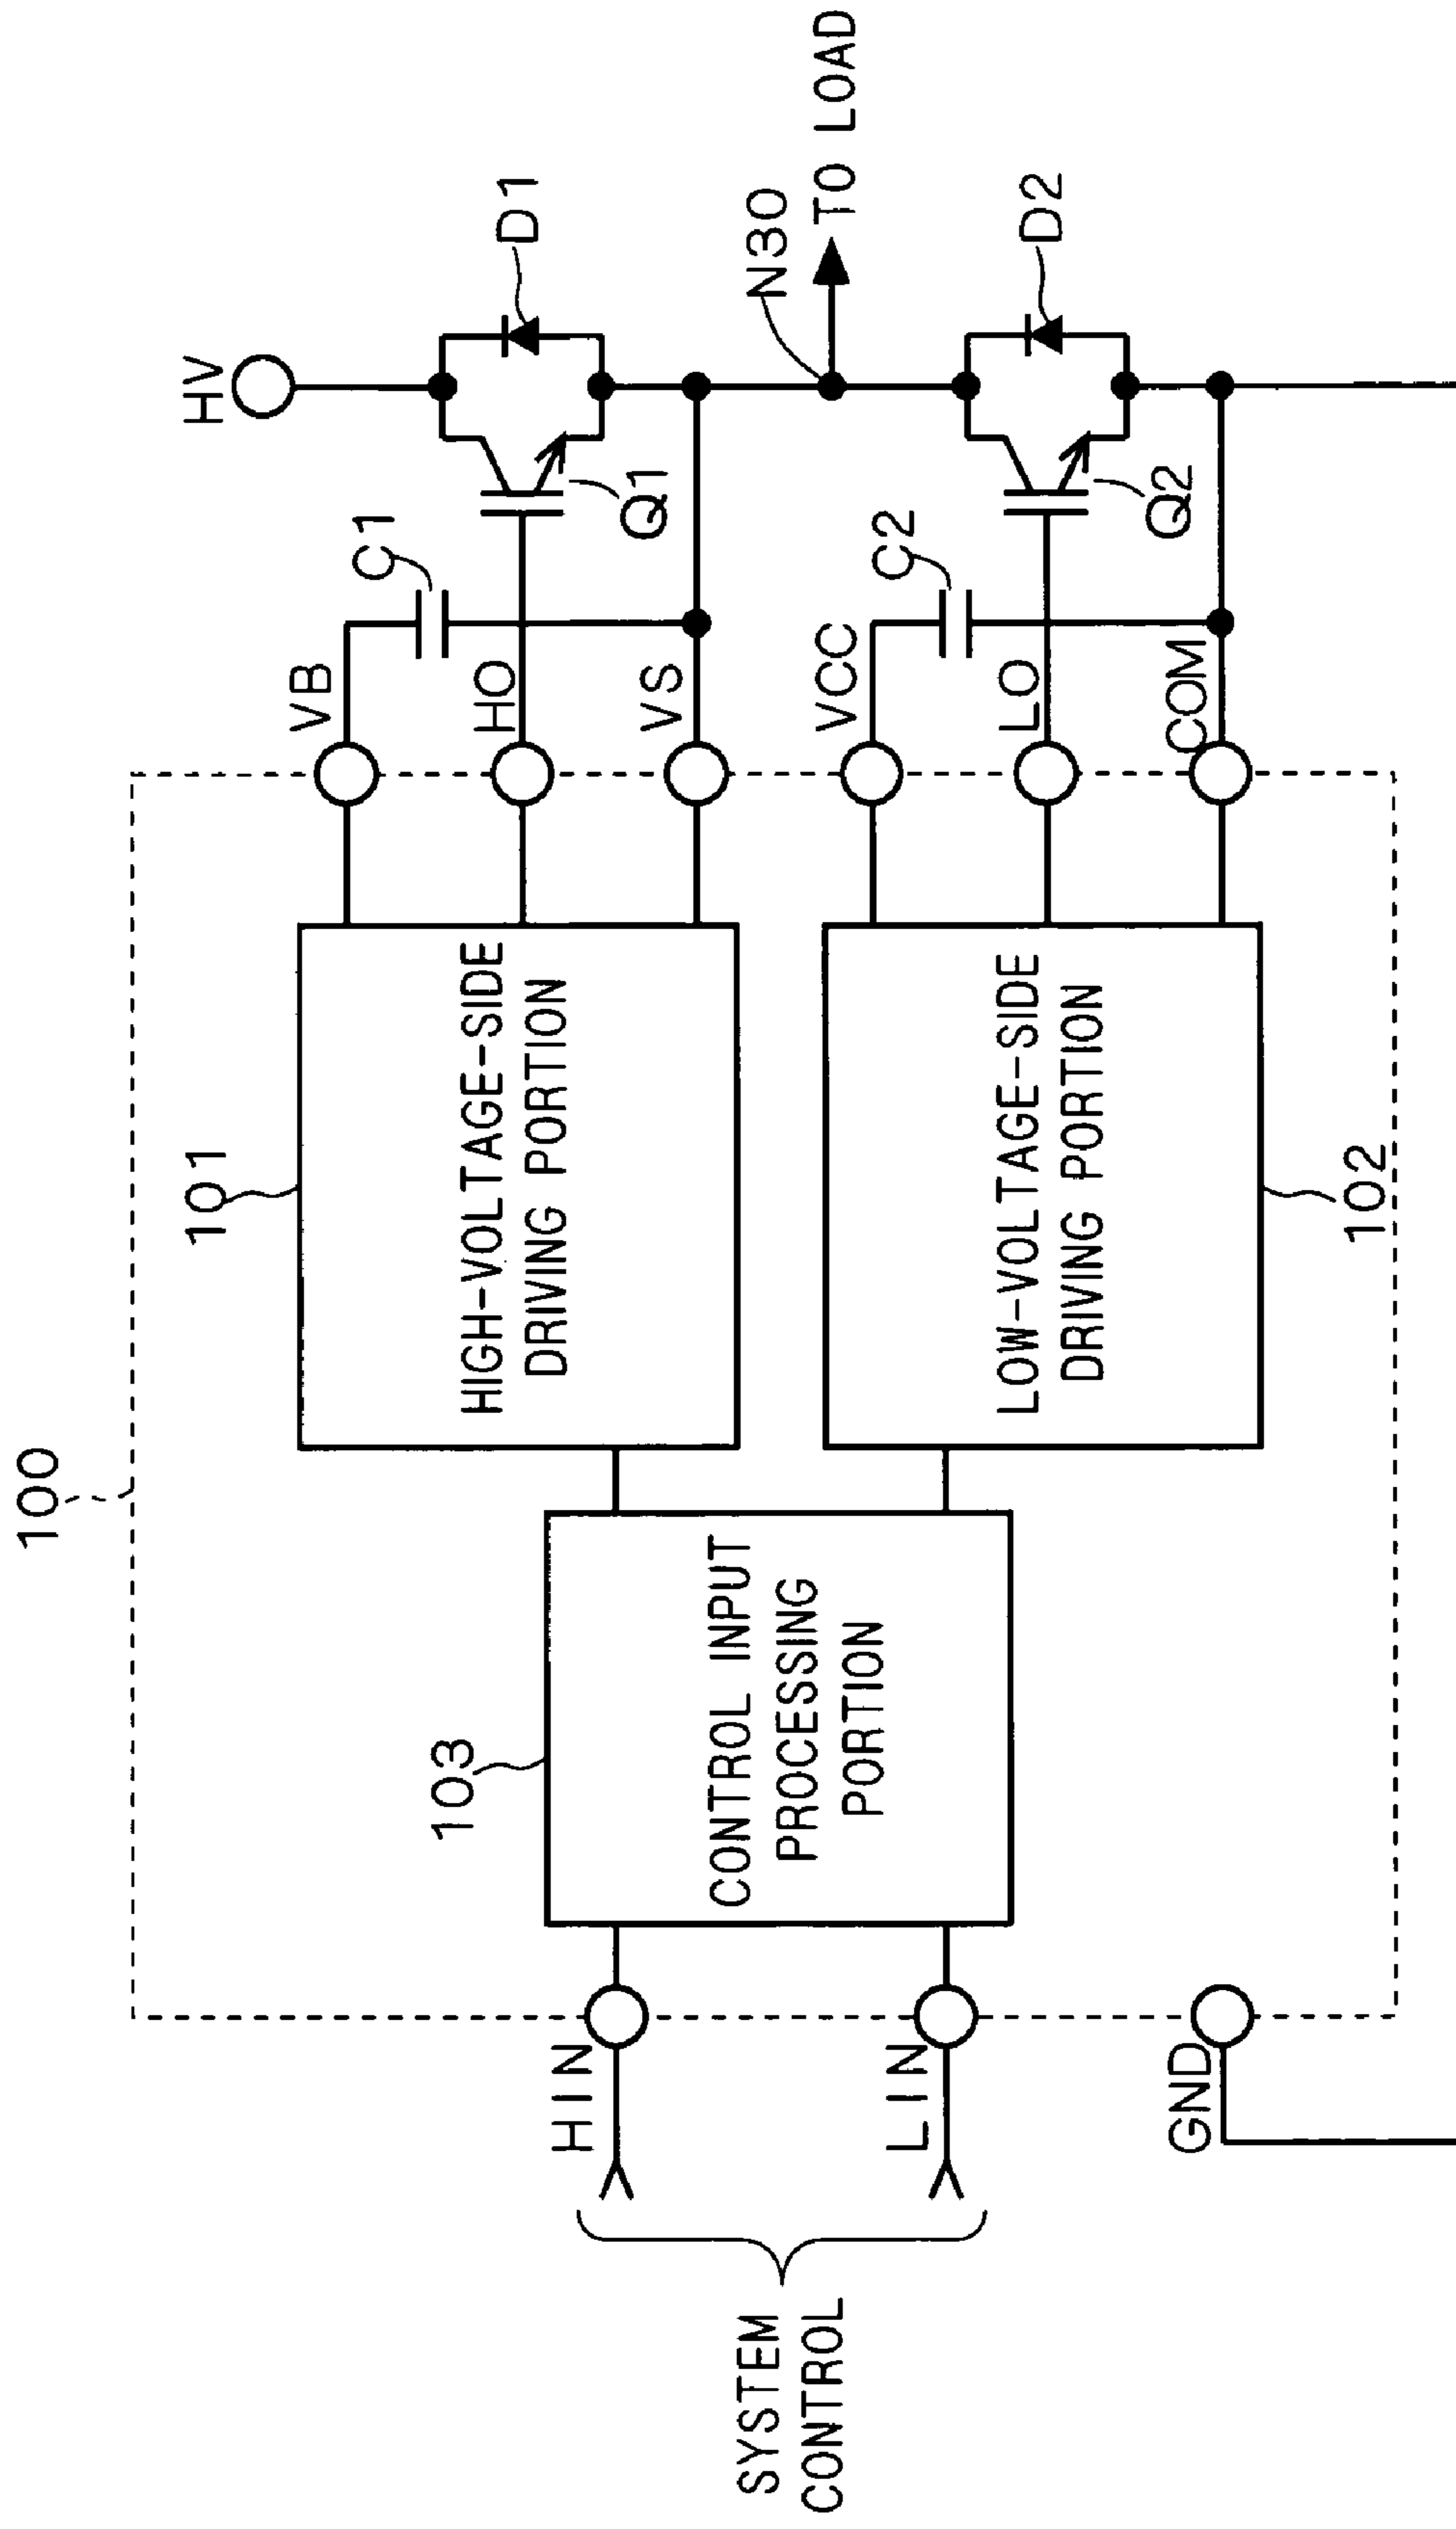 100
101
HIGH-VOLTAGE-SIDE
DRIVING PORTION
VB
HO
VS
C1
Q1
HV
D1
103
HIN
CONTROL INPUT
PROCESSING
PORTION
N30
TO LOAD
SYSTEM
CONTROL
LIN
LOW-VOLTAGE-SIDE
DRIVING PORTION
VCC
LO
COM
C2
Q2
D2
GND
102